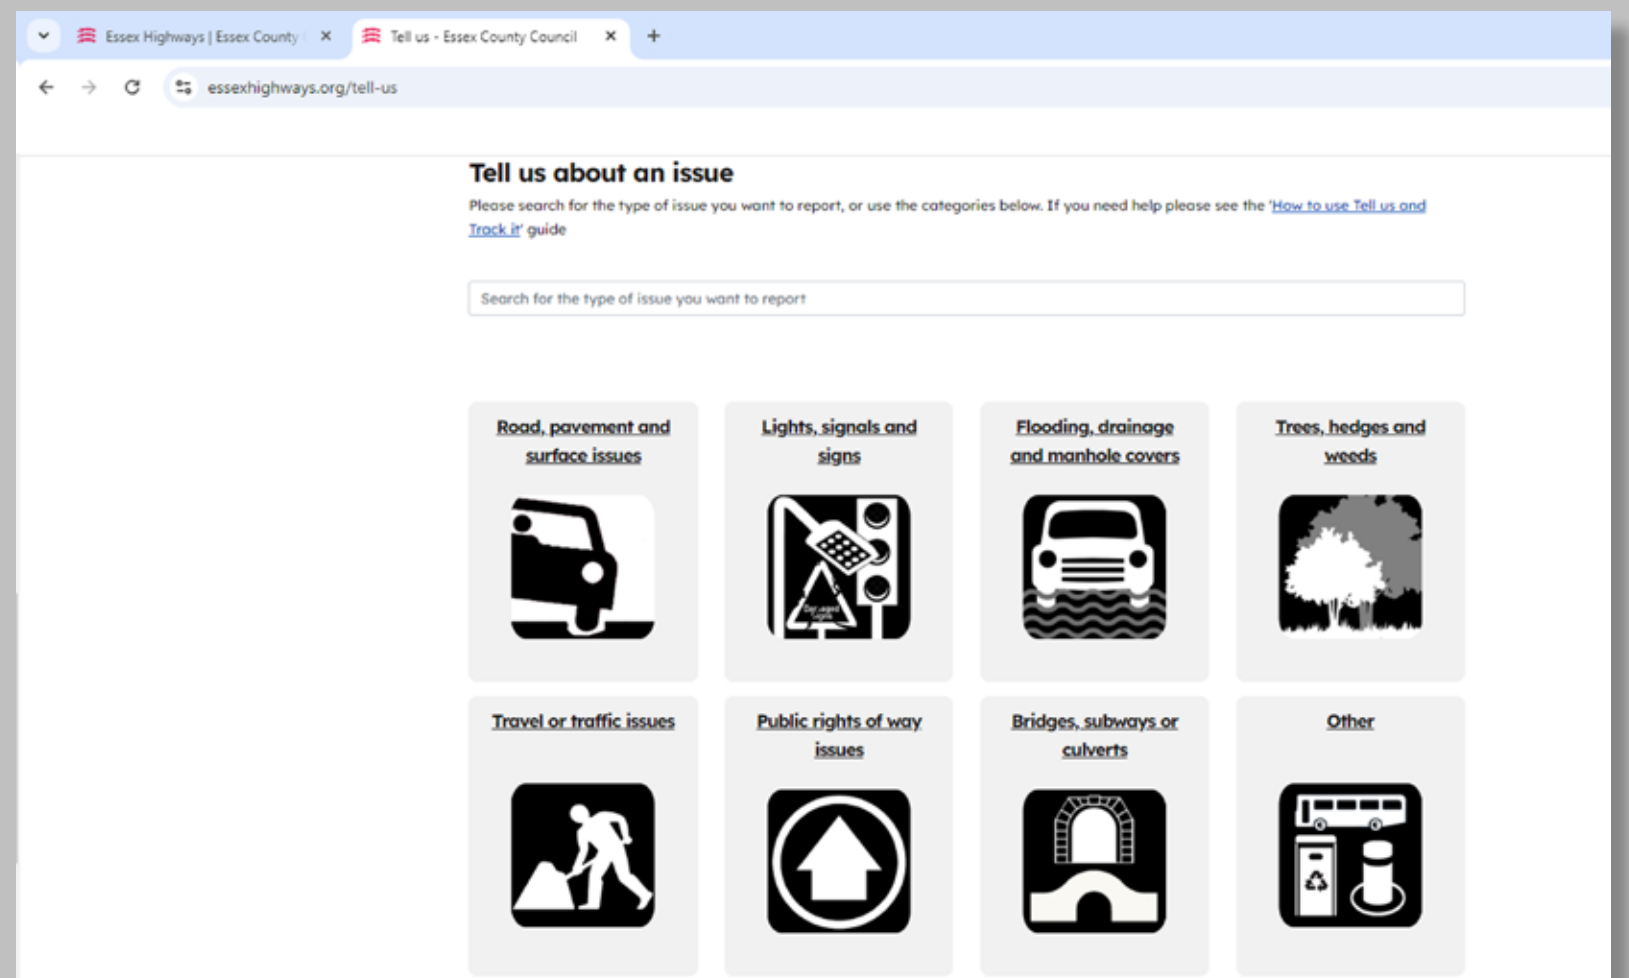 Essex Highways | Essex County
Tell us - Essex County Council
essexhighways.org/tell-us
Tell us about an issue
Please search for the type of issue you want to report, or use the categories below. If you need help please see the 'How to use Tell us and
Track it' guide
Search for the type of issue you want to report
Road, pavement and
surface issues
Lights, signals and
signs
Flooding, drainage
and manhole covers
Trees, hedges and
weeds
Damaged
Signs
Travel or traffic issues
Public rights of way
issues
Bridges, subways or
culverts
Other